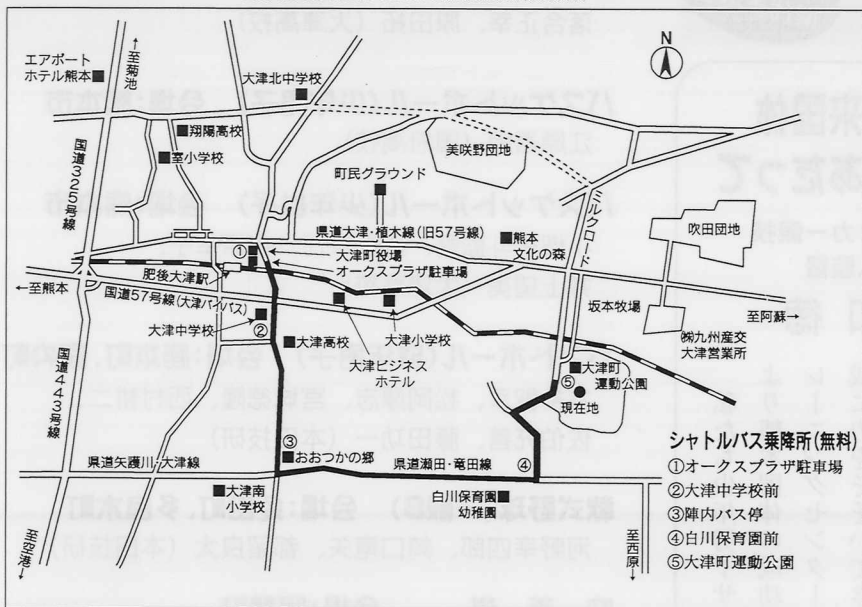 N
エアポート
ホテル熊本
←至菊池
大津北中学校
翔陽高校
室小学校
国道325号線
美咲野団地
町民グラウンド
ミルクロード
吹田団地
県道大津・植木線(旧57号線)
①
大津町役場
オークスプラザ駐車場
熊本
文化の森
肥後大津駅
←至熊本
国道57号線(大津バイパス)
坂本牧場
至阿蘇→
大津中学校
②
大津高校
大津小学校
大津ビジネス
ホテル
㈱九州産交
大津営業所
国道443号線
大津町
運動公園
⑤
現在地
③
おおつかの郷
県道矢護川・大津線
県道瀬田・竜田線
④
大津南
小学校
白川保育園
幼稚園
←至空港
至西原→
シャトルバス乗降所(無料)
①オークスプラザ駐車場
②大津中学校前
③陣内バス停
④白川保育園前
⑤大津町運動公園